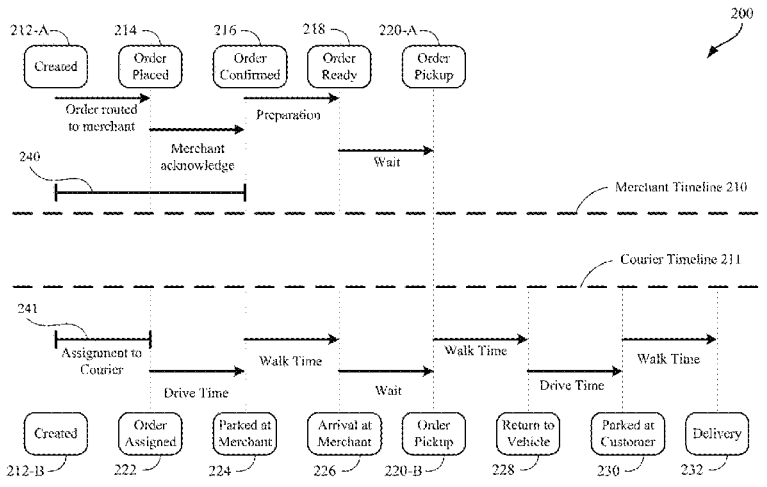 200
212-A
214
216
218
220-A
Created
Order
Placed
Order
Confirmed
Order
Ready
Order
Pickup
Order routed
to merchant
Preparation
Merchant
acknowledge
Wait
240
Merchant Timeline 210
Courier Timeline 211
241
Assignment to
Courier
Walk Time
Walk Time
Walk Time
Drive Time
Wait
Drive Time
Created
Order
Assigned
Parked at
Merchant
Arrival at
Merchant
Order
Pickup
Return to
Vehicle
Parked at
Customer
Delivery
212-B
222
224
226
220-B
228
230
232